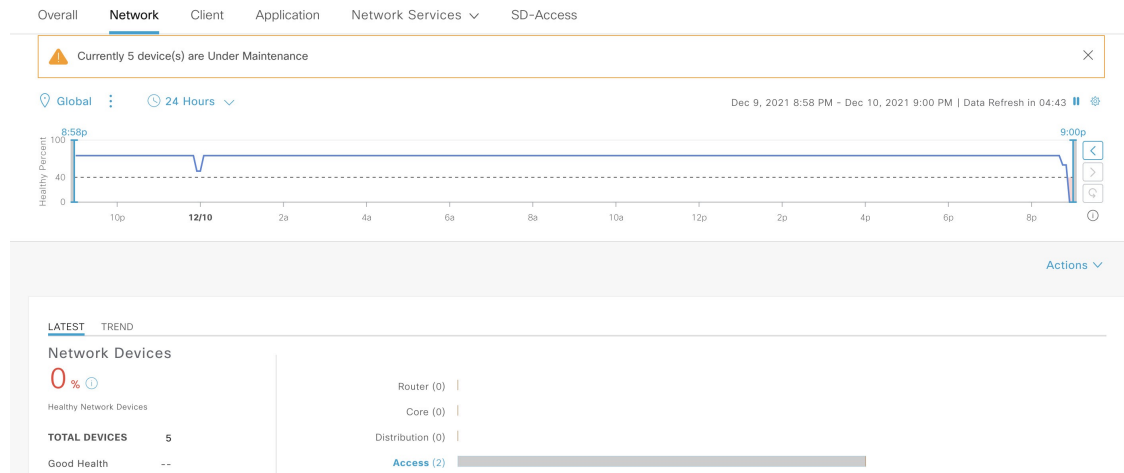 Overall Network Client Application Network Services SD-Access
Currently 5 device(s) are Under Maintenance
Global 24 Hours Dec 9, 2021 8:58 PM - Dec 10, 2021 9:00 PM | Data Refresh in 04:43
8:58p 9:00p
Healthy Percent
100
40
0
10p 12/10 2a 4a 6a 8a 10a 12p 2p 4p 6p 8p
Actions
LATEST TREND
Network Devices
0 %
Healthy Network Devices
TOTAL DEVICES 5
Good Health --
Router (0)
Core (0)
Distribution (0)
Access (2)